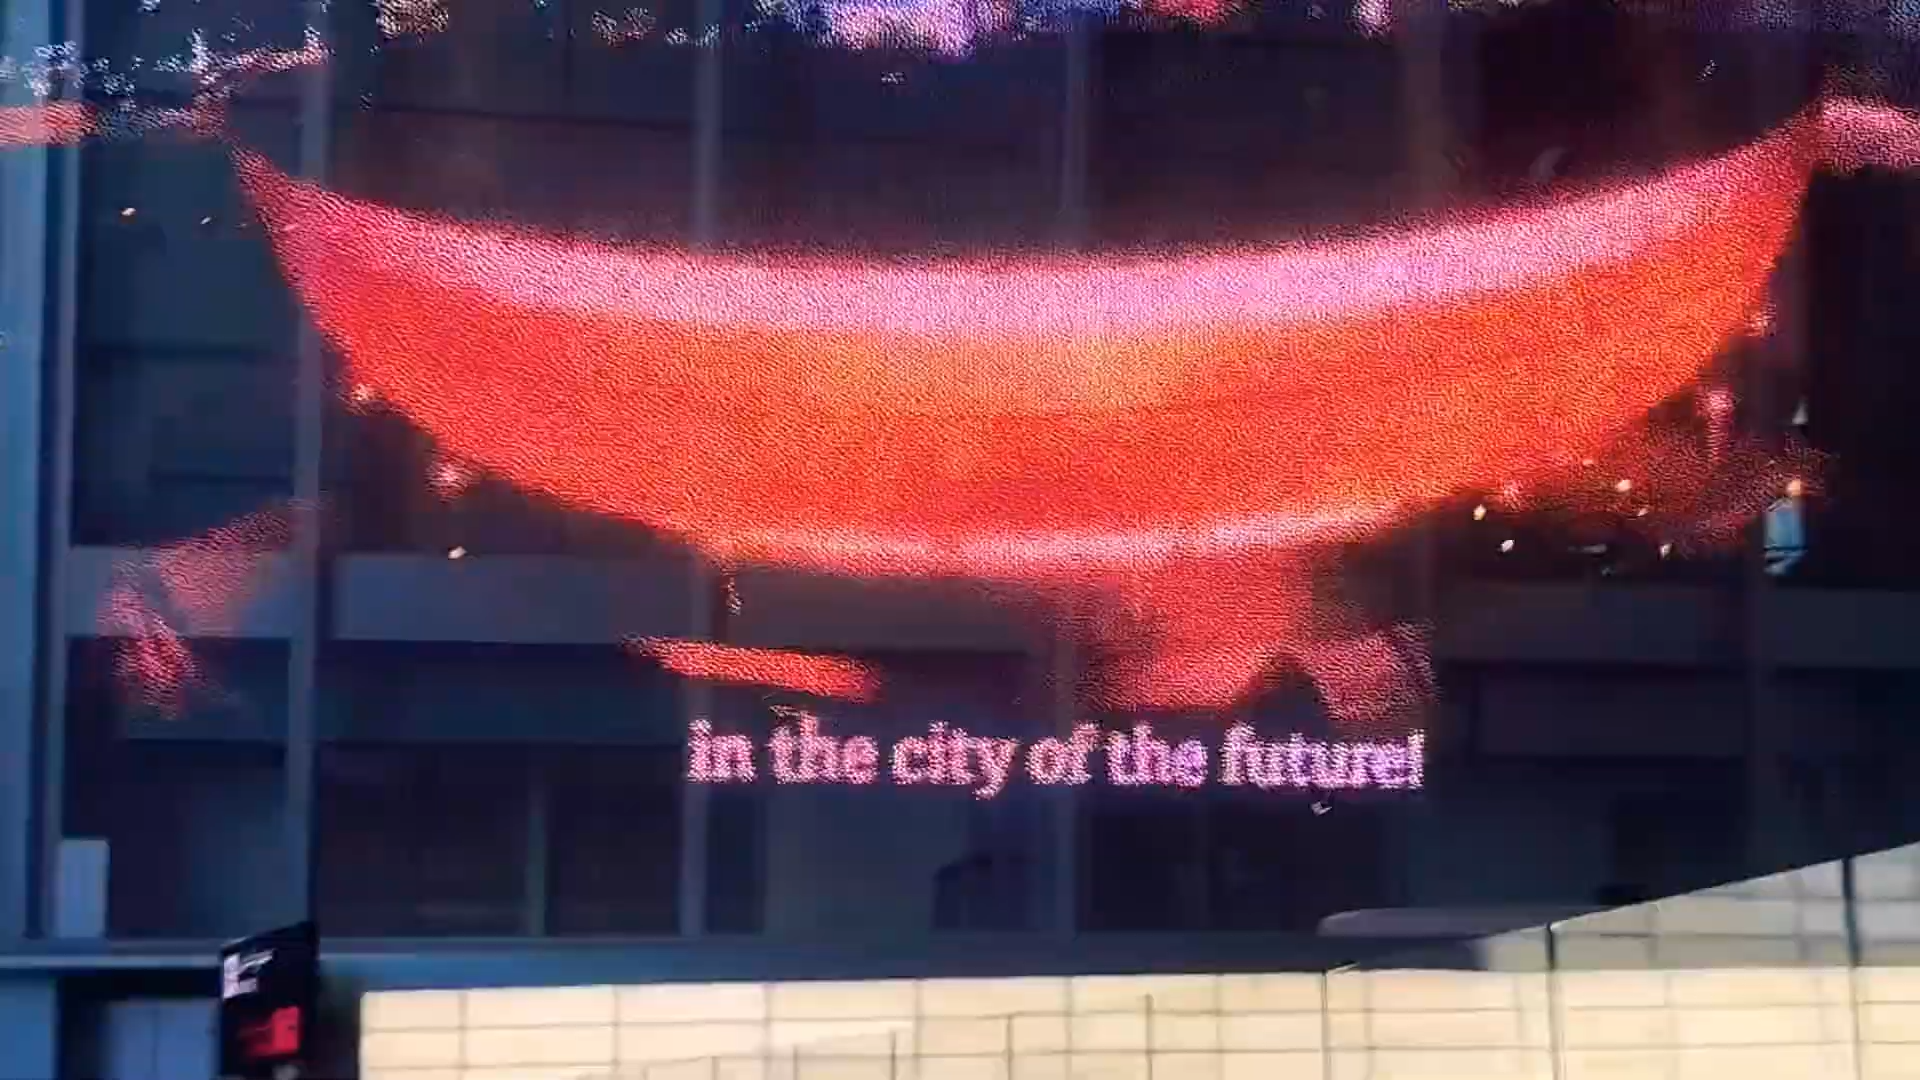 in the city of the future!